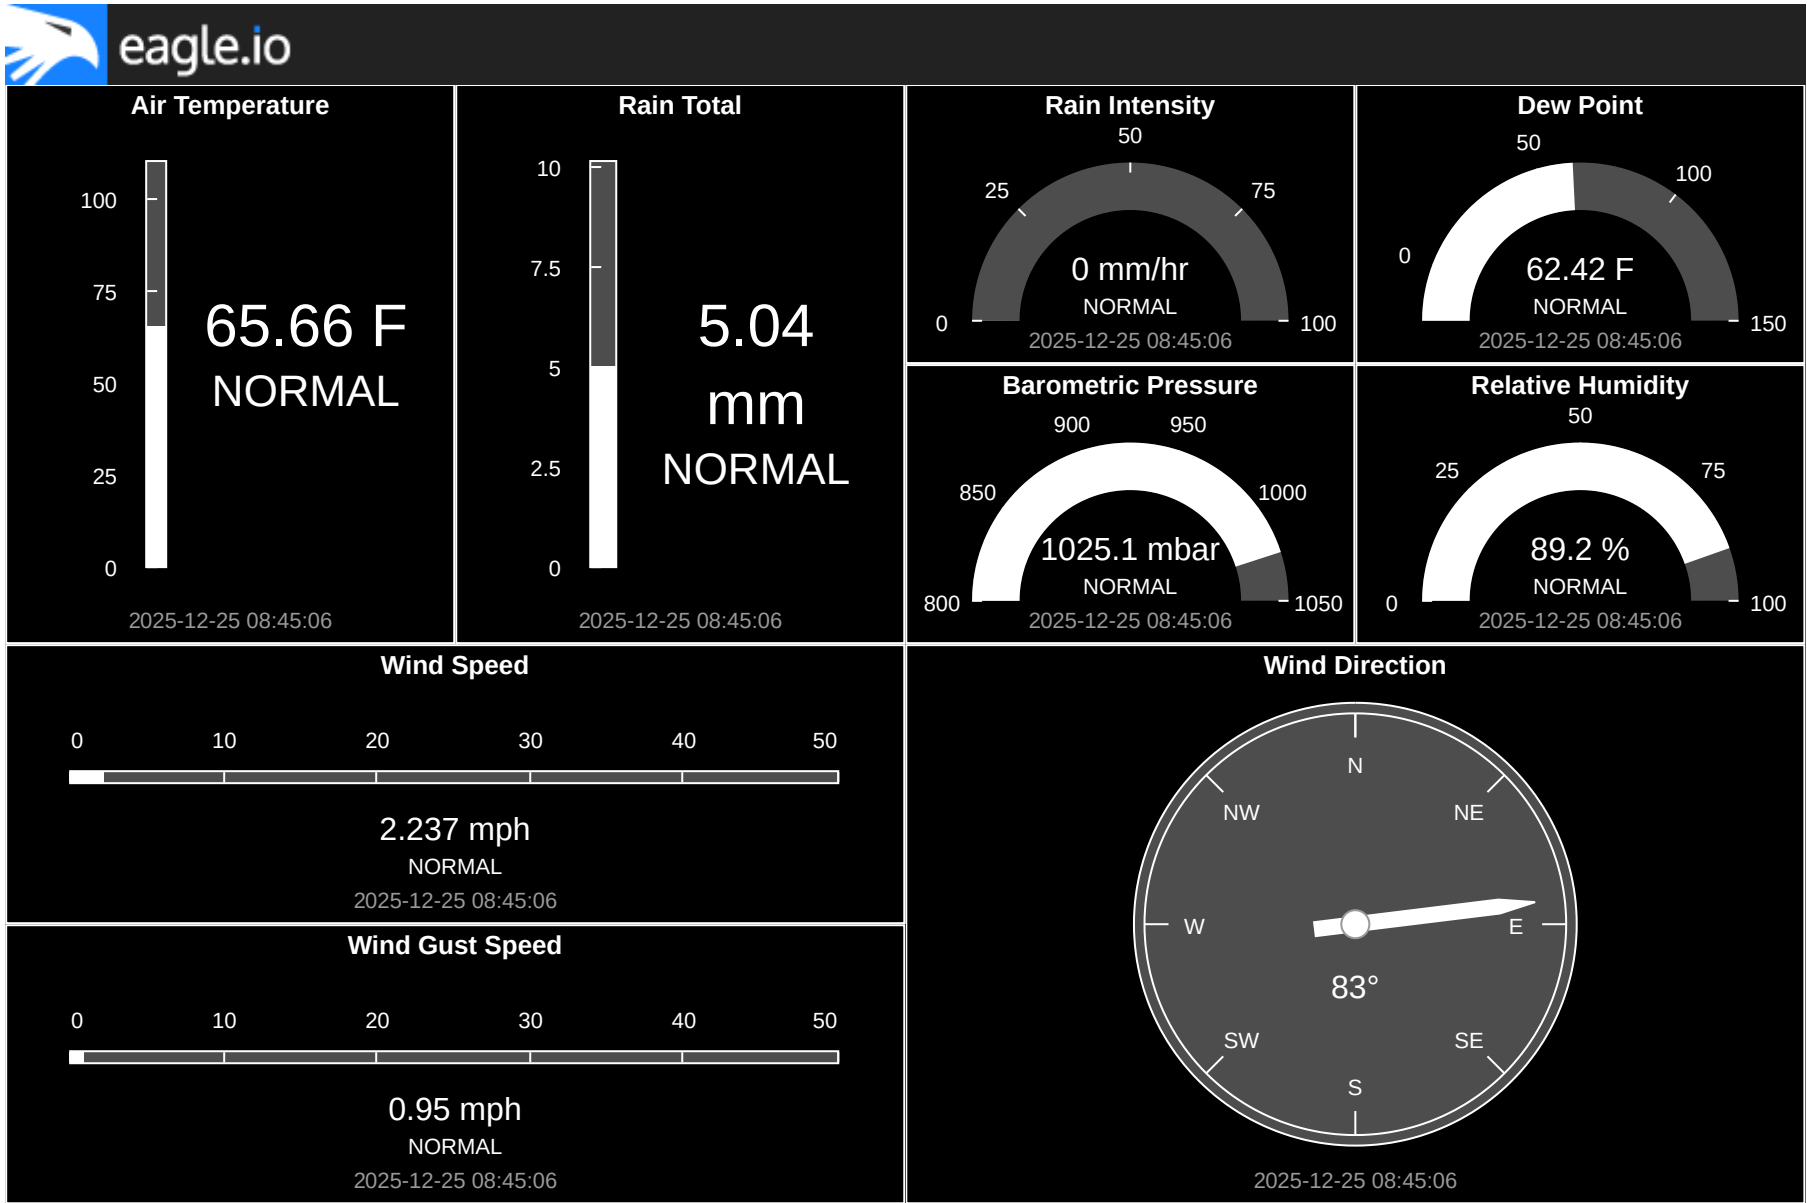 eagle.io
Air Temperature
100
75
50
25
0
65.66 F
NORMAL
2025-12-25 08:45:06
Rain Total
10
7.5
5
2.5
0
5.04
mm
NORMAL
2025-12-25 08:45:06
Rain Intensity
50
25
75
0
100
0 mm/hr
NORMAL
2025-12-25 08:45:06
Dew Point
50
100
0
150
62.42 F
NORMAL
2025-12-25 08:45:06
Barometric Pressure
900
950
850
1000
800
1050
1025.1 mbar
NORMAL
2025-12-25 08:45:06
Relative Humidity
50
25
75
0
100
89.2 %
NORMAL
2025-12-25 08:45:06
Wind Speed
0 10 20 30 40 50
2.237 mph
NORMAL
2025-12-25 08:45:06
Wind Gust Speed
0 10 20 30 40 50
0.95 mph
NORMAL
2025-12-25 08:45:06
Wind Direction
N
NW NE
W E
83°
SW SE
S
2025-12-25 08:45:06